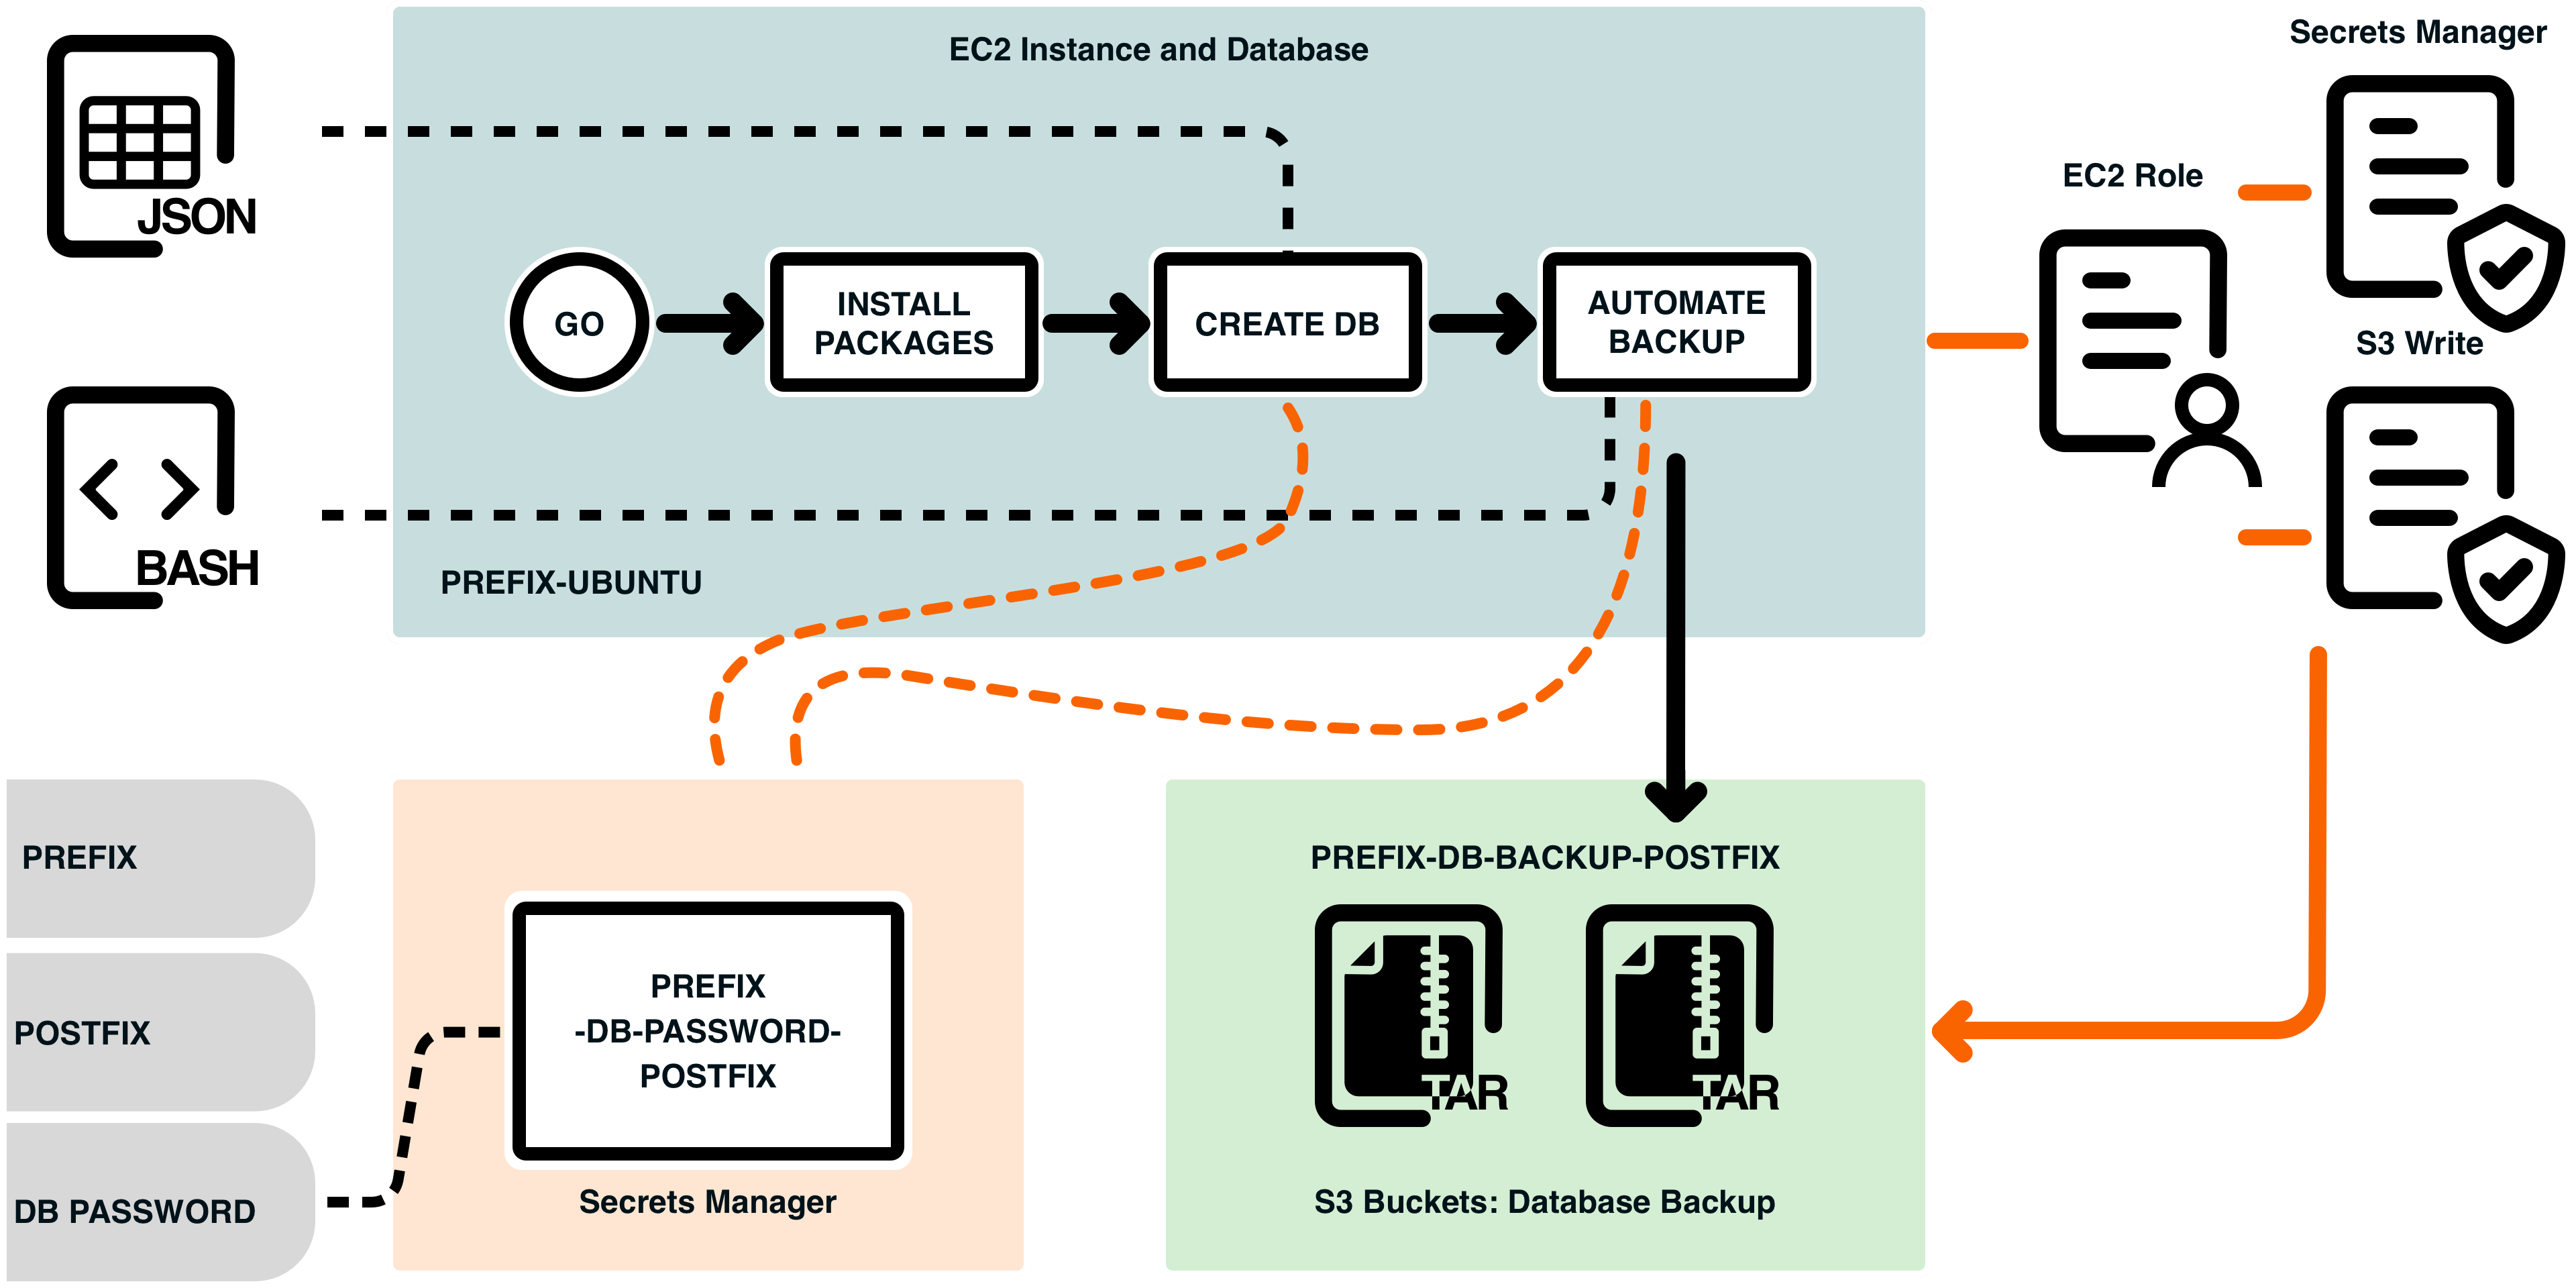 EC2 Instance and Database
Secrets Manager
EC2 Role
JSON
GO
INSTALL
PACKAGES
CREATE DB
AUTOMATE
BACKUP
S3 Write
BASH
PREFIX-UBUNTU
PREFIX
POSTFIX
DB PASSWORD
PREFIX
-DB-PASSWORD-
POSTFIX
Secrets Manager
PREFIX-DB-BACKUP-POSTFIX
TAR
TAR
S3 Buckets: Database Backup